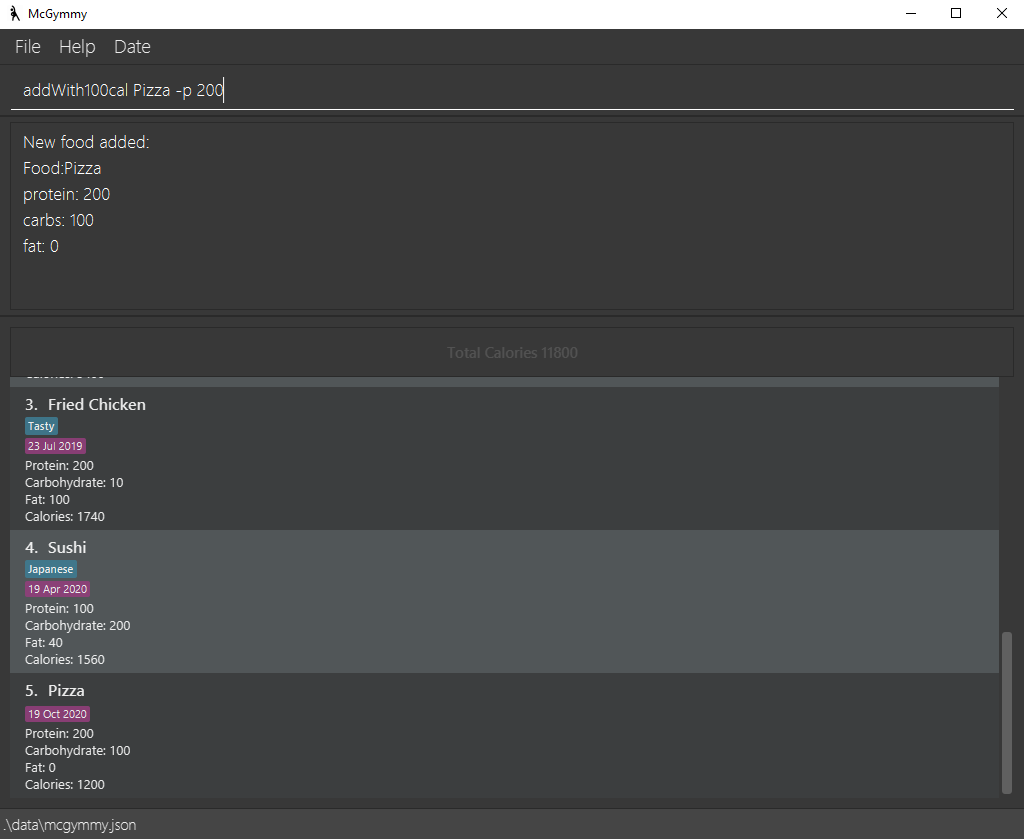 McGymmy
File Help Date
addWith100cal Pizza -p 200
New food added:
Food:Pizza
protein: 200
carbs: 100
fat: 0
Total Calories 11800
3. Fried Chicken
Tasty
23 Jul 2019
Protein: 200
Carbohydrate: 10
Fat: 100
Calories: 1740
4. Sushi
Japanese
19 Apr 2020
Protein: 100
Carbohydrate: 200
Fat: 40
Calories: 1560
5. Pizza
19 Oct 2020
Protein: 200
Carbohydrate: 100
Fat: 0
Calories: 1200
.\data\mcgymmy.json